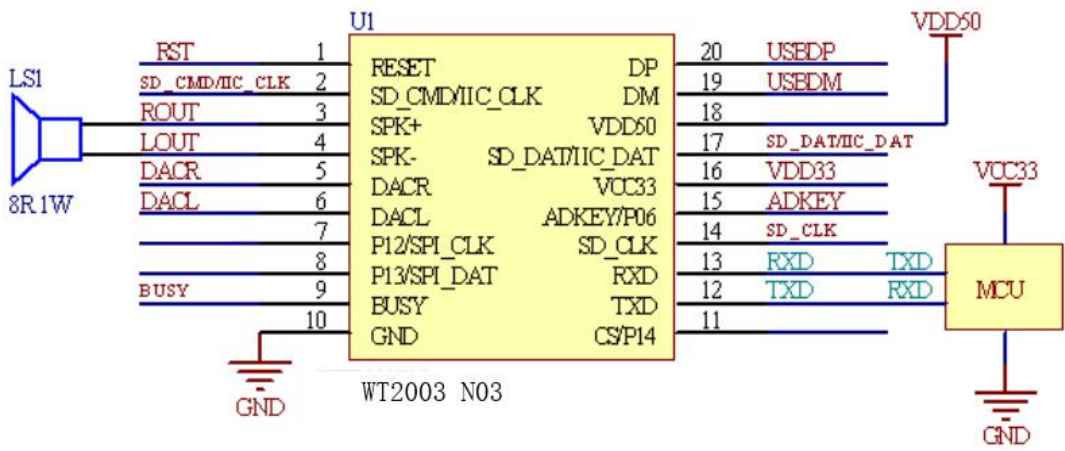 U1
VDD50
LS1
8R1W
RST 1 RESET
SD_CMD/IIC_CLK 2 SD_CMD/IIC_CLK
ROUT 3 SPK+
LOUT 4 SPK-
DACR 5 DACR
DACL 6 DACL
7 P12/SPI_CLK
8 P13/SPI_DAT
BUSY 9 BUSY
10 GND
GND
DP 20 USBDP
DM 19 USBDM
VDD50 18
SD_DAT/IIC_DAT 17 SD_DAT/IIC_DAT
VCC33 16 VDD33
ADKEY/P06 15 ADKEY
SD_CLK 14 SD_CLK
RXD 13 RXD TXD
TXD 12 TXD RXD
CS/P14 11
VCC33
MCU
GND
WT2003 N03